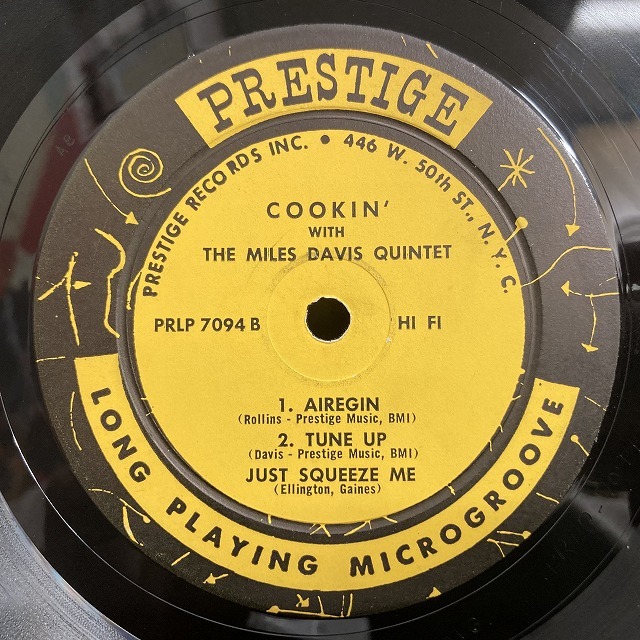 PRESTIGE
PRESTIGE RECORDS INC. • 446 W. 50th ST., N.Y.C.
COOKIN'
WITH
THE MILES DAVIS QUINTET
PRLP 7094 B HI FI
1. AIREGIN
(Rollins - Prestige Music, BMI)
2. TUNE UP
(Davis - Prestige Music, BMI)
JUST SQUEEZE ME
(Ellington, Gaines)
LONG PLAYING MICROGROOVE